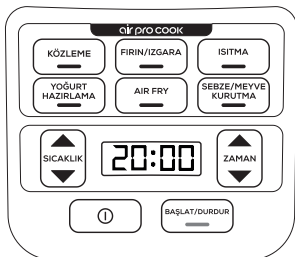 air pro cook
KÖZLEME
FIRIN/IZGARA
ISITMA
YOĞURT
HAZIRLAMA
AIR FRY
SEBZE/MEYVE
KURUTMA
SICAKLIK
20:00
ZAMAN
BAŞLAT/DURDUR